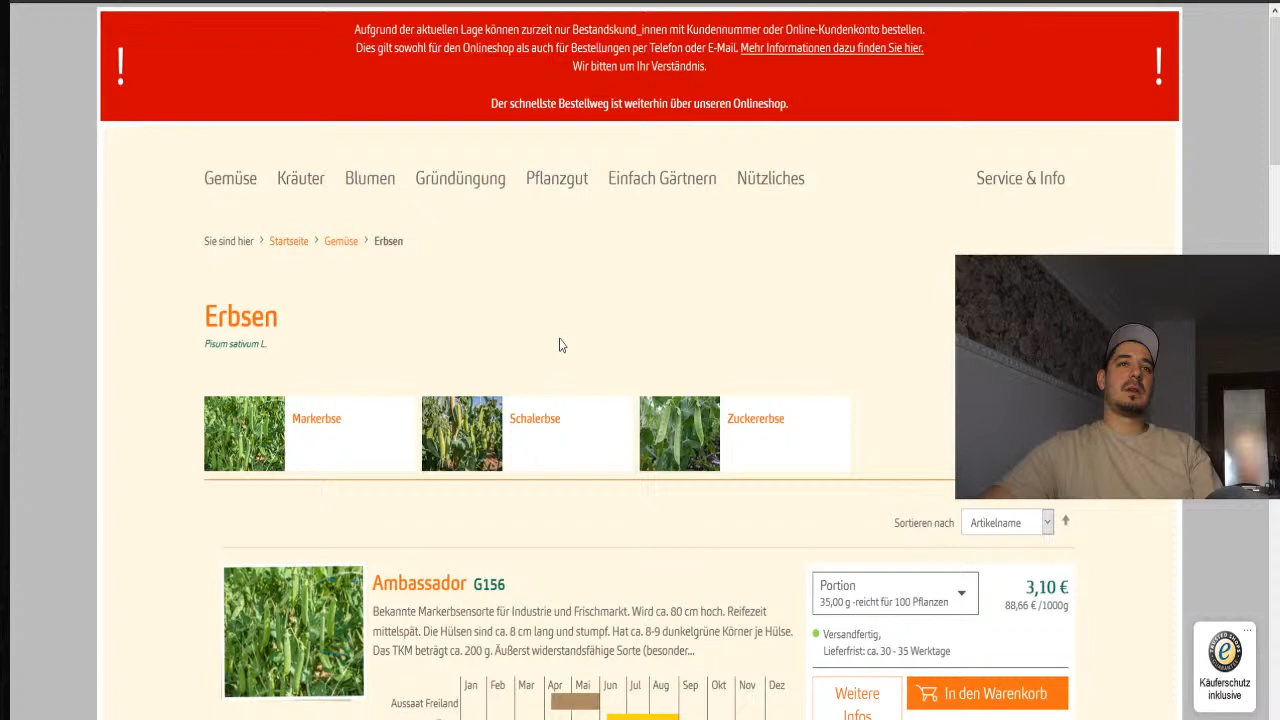 Aufgrund der aktuellen Lage können zurzeit nur Bestandskund_innen mit Kundennummer oder Online-Kundenkonto bestellen.
Dies gilt sowohl für den Onlineshop als auch für Bestellungen per Telefon oder E-Mail. Mehr Informationen dazu finden Sie hier.
Wir bitten um Ihr Verständnis.
! !
Der schnellste Bestellweg ist weiterhin über unseren Onlineshop.
Gemüse Kräuter Blumen Gründüngung Pflanzgut Einfach Gärtnern Nützliches Service & Info
Sie sind hier > Startseite > Gemüse > Erbsen
Erbsen
Pisum sativum L.
Markerbse Schalerbse Zuckererbse
Sortieren nach Artikelname
Ambassador G156
Bekannte Markerbsensorte für Industrie und Frischmarkt. Wird ca. 80 cm hoch. Reifezeit
mittelspät. Die Hülsen sind ca. 8 cm lang und stumpf. Hat ca. 8-9 dunkelgrüne Körner je Hülse.
Das TKM beträgt ca. 200 g. Äußerst widerstandsfähige Sorte (besonder...
Jan Feb Mar Apr Mai Jun Jul Aug Sep Okt Nov Dez
Aussaat Freiland
Portion
35,00 g -reicht für 100 Pflanzen
3,10 €
88,66 € /1000g
Versandfertig,
Lieferfrist: ca. 30 - 35 Werktage
Weitere
Infos
In den Warenkorb
Käuferschutz
inklusive